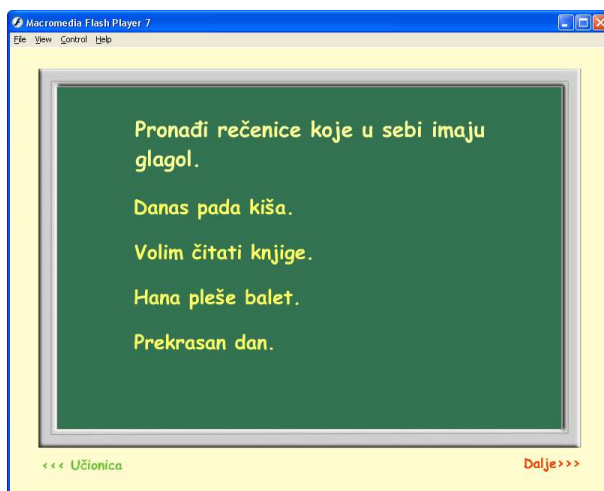 Macromedia Flash Player 7
File View Control Help
Pronađi rečenice koje u sebi imaju
glagol.
Danas pada kiša.
Volim čitati knjige.
Hana pleše balet.
Prekrasan dan.
<<< Učionica
Dalje>>>